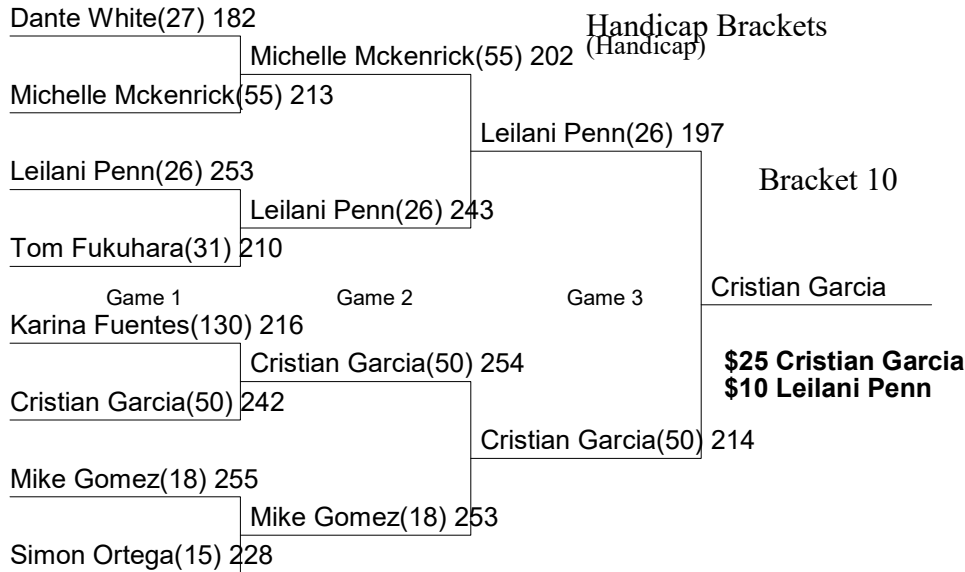 Dante White(27) 182
Handicap Brackets
(Handicap)
Michelle Mckenrick(55) 202
Michelle Mckenrick(55) 213
Leilani Penn(26) 197
Leilani Penn(26) 253
Bracket 10
Leilani Penn(26) 243
Tom Fukuhara(31) 210
Game 1 Game 2 Game 3
Cristian Garcia
Karina Fuentes(130) 216
Cristian Garcia(50) 254
$25 Cristian Garcia
$10 Leilani Penn
Cristian Garcia(50) 242
Cristian Garcia(50) 214
Mike Gomez(18) 255
Mike Gomez(18) 253
Simon Ortega(15) 228